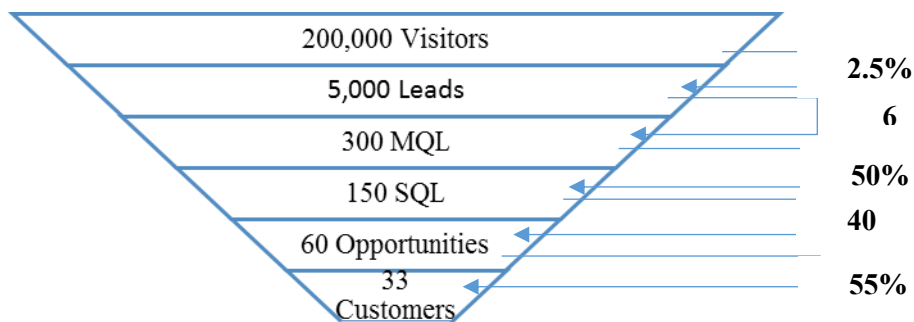 200,000 Visitors
2.5%
5,000 Leads
6
300 MQL
50%
150 SQL
40
60 Opportunities
55%
33
Customers